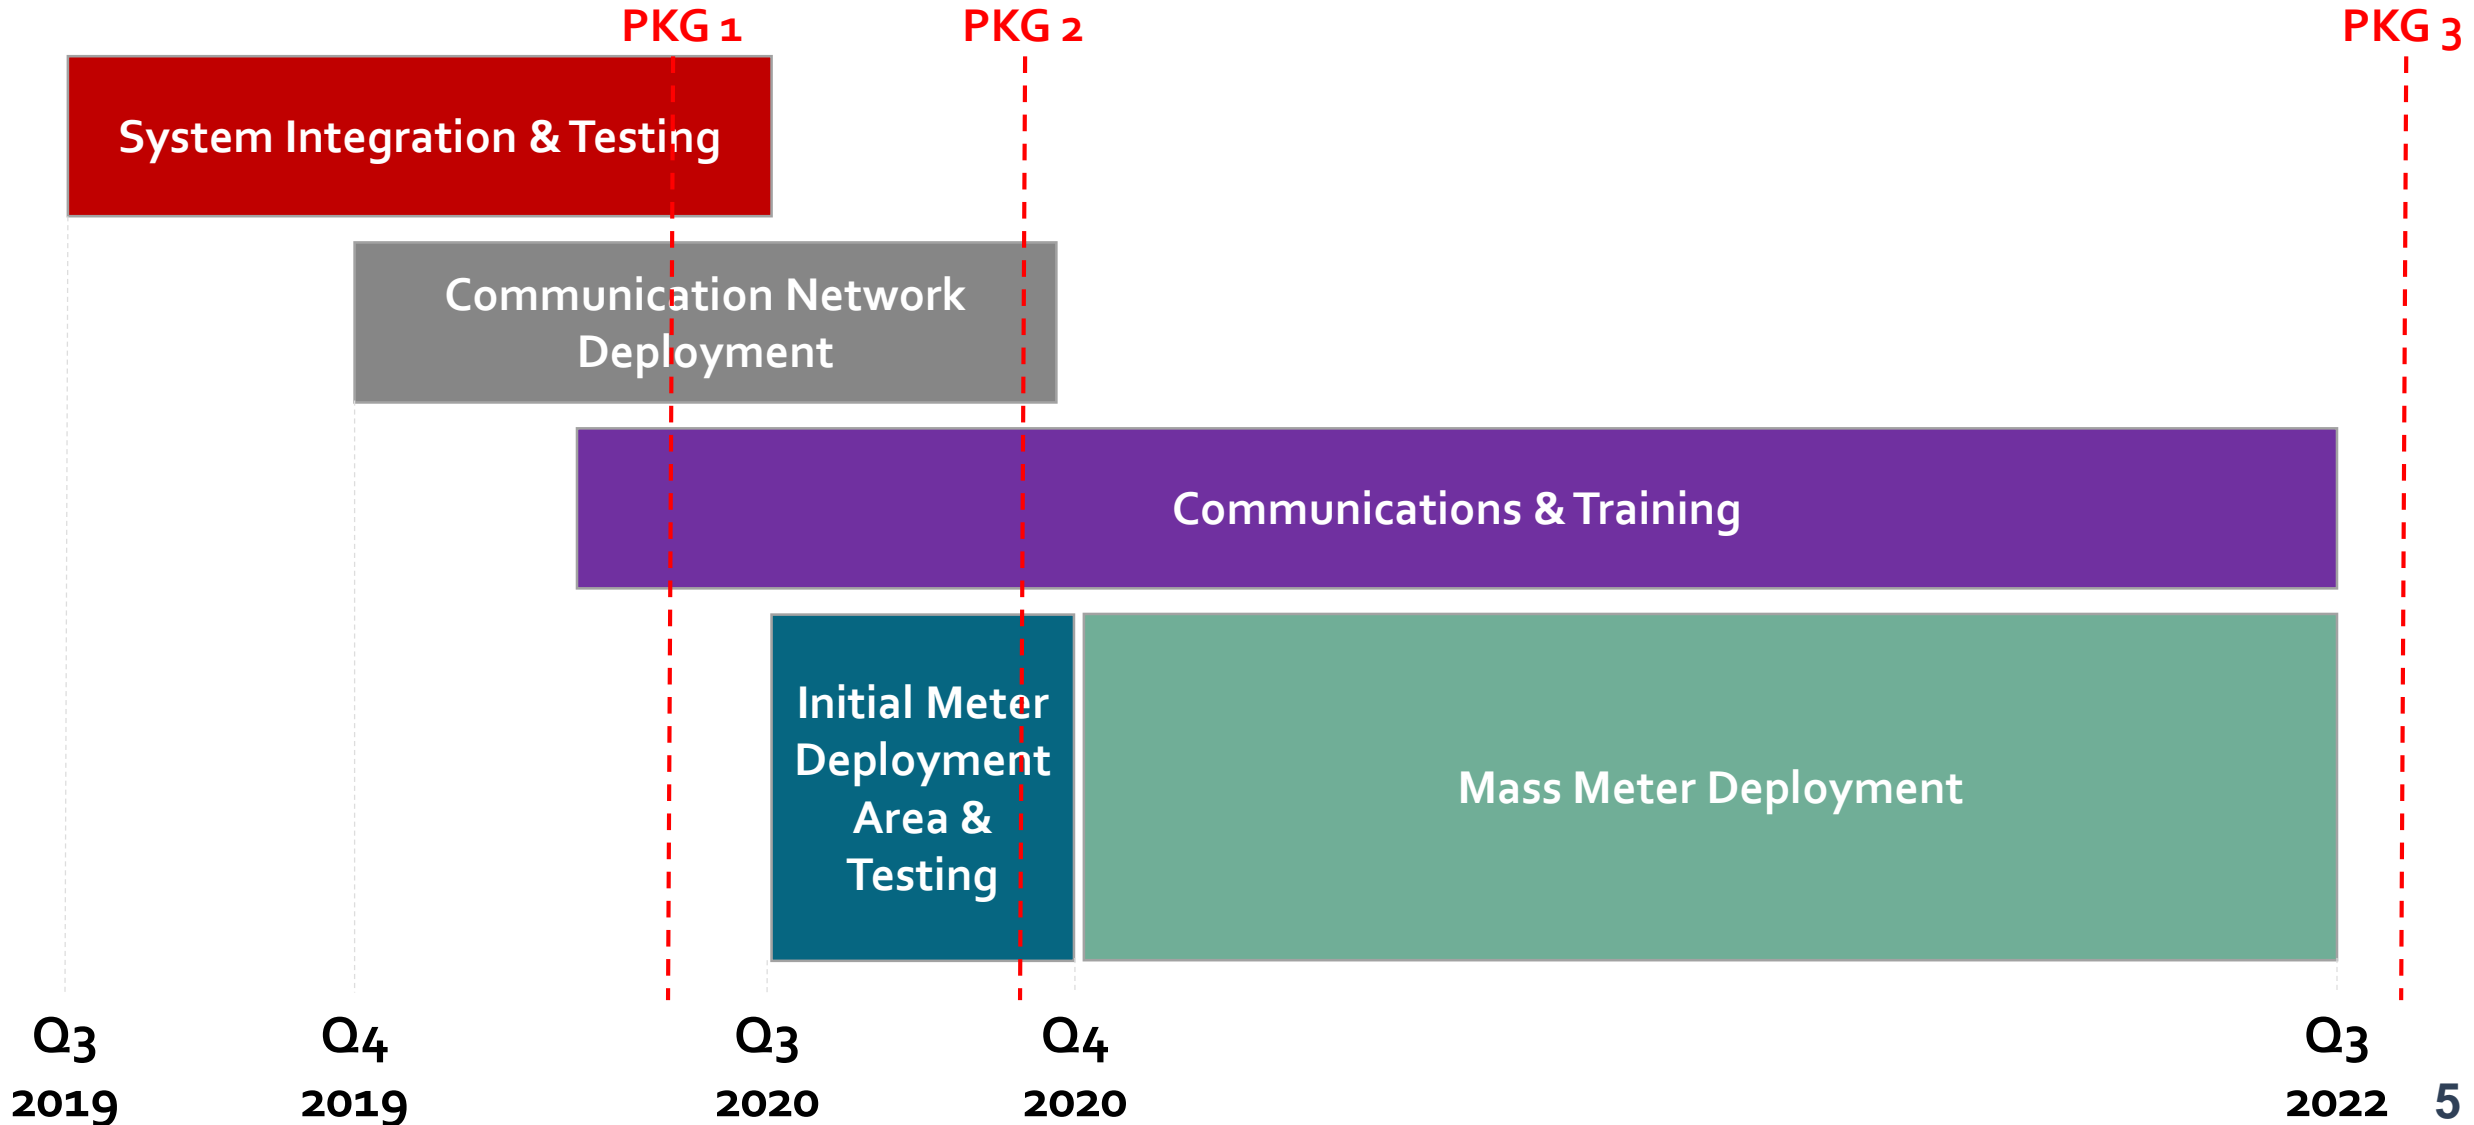 PKG 1
PKG 2
PKG 3
System Integration & Testing
Communication Network
Deployment
Communications & Training
Initial Meter
Deployment
Area &
Testing
Mass Meter Deployment
Q3
2019
Q4
2019
Q3
2020
Q4
2020
Q3
2022
5